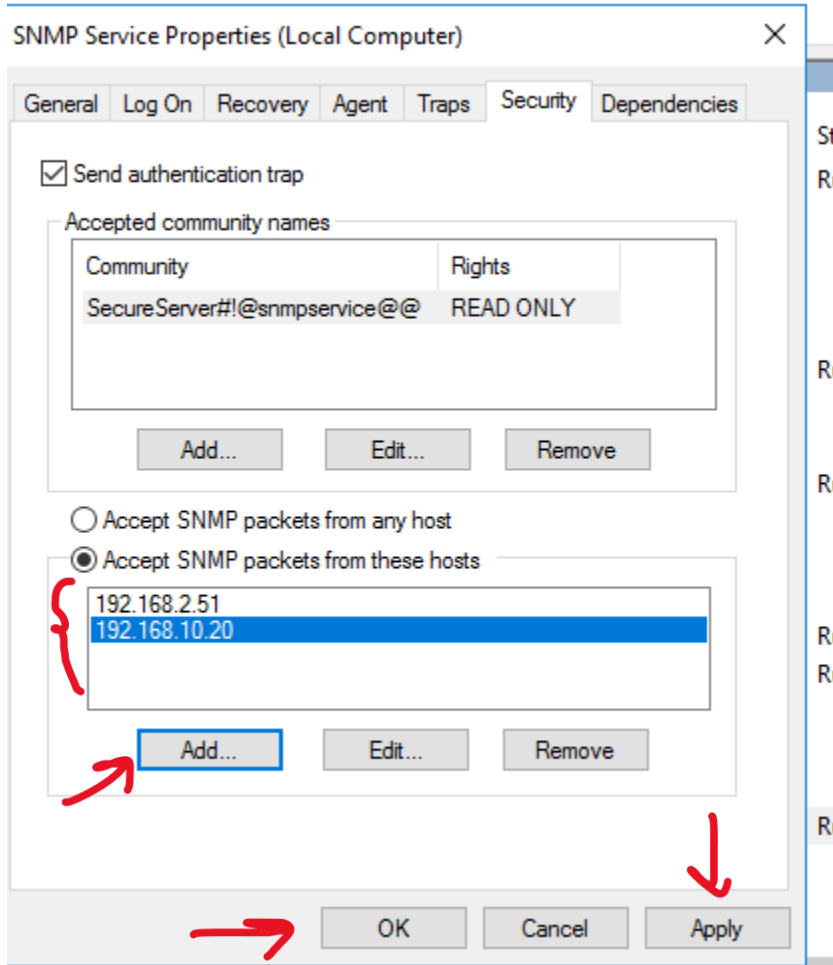 SNMP Service Properties (Local Computer)
General Log On Recovery Agent Traps Security Dependencies
Send authentication trap
Accepted community names
Community Rights
SecureServer#!@snmpservice@@ READ ONLY
Add... Edit... Remove
Accept SNMP packets from any host
Accept SNMP packets from these hosts
192.168.2.51
192.168.10.20
Add... Edit... Remove
OK Cancel Apply